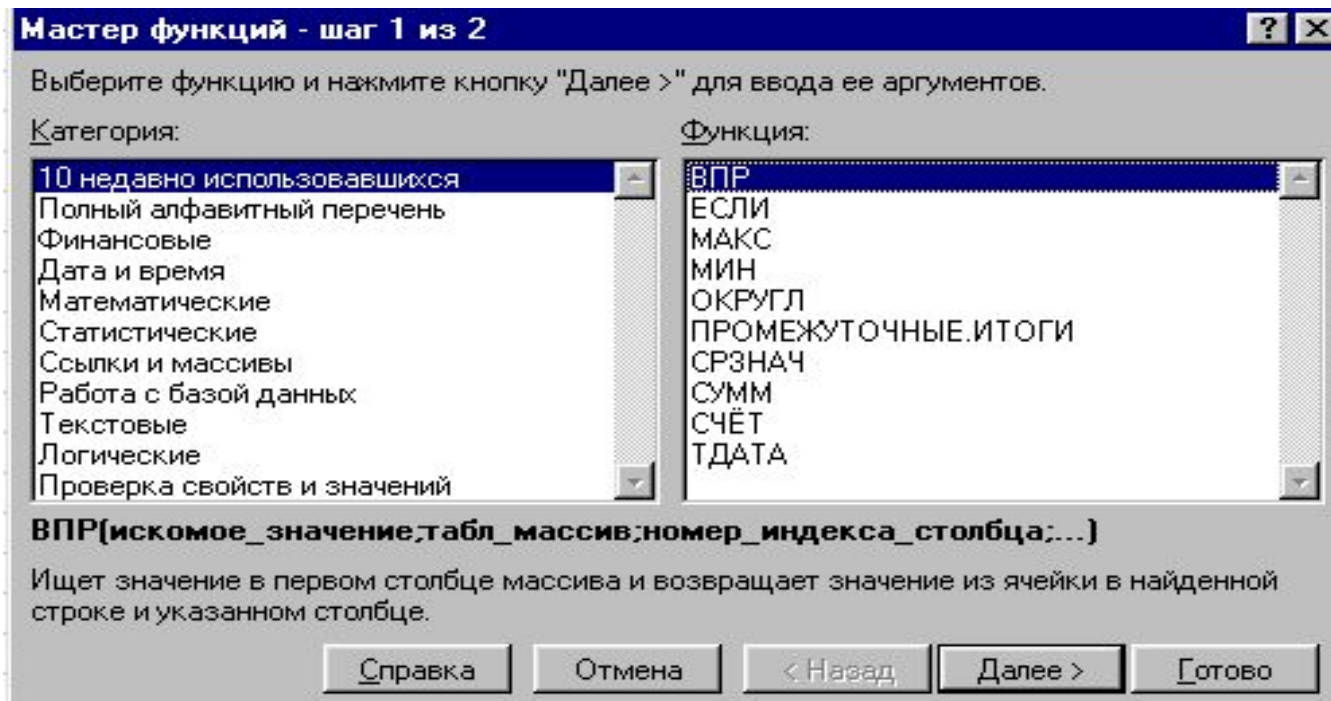 Мастер функций - шаг 1 из 2
Выберите функцию и нажмите кнопку "Далее >" для ввода ее аргументов.
Категория:
10 недавно использовавшихся
Полный алфавитный перечень
Финансовые
Дата и время
Математические
Статистические
Ссылки и массивы
Работа с базой данных
Текстовые
Логические
Проверка свойств и значений
Функция:
ВПР
ЕСЛИ
МАКС
МИН
ОКРУГЛ
ПРОМЕЖУТОЧНЫЕ.ИТОГИ
СРЗНАЧ
СУММ
СЧЁТ
ТДАТА
ВПР(искомое_значение;табл_массив;номер_индекса_столбца;...)
Ищет значение в первом столбце массива и возвращает значение из ячейки в найденной
строке и указанном столбце.
Справка
Отмена
< Назад
Далее >
Готово